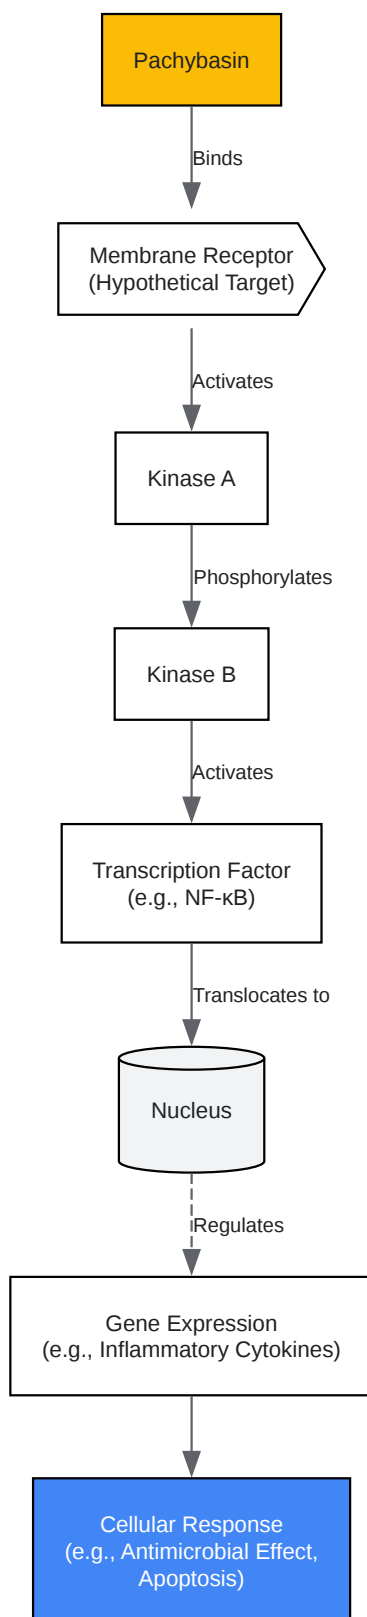 Pachybasin
Binds
Membrane Receptor
(Hypothetical Target)
Activates
Kinase A
Phosphorylates
Kinase B
Activates
Transcription Factor
(e.g., NF-κB)
Translocates to
Nucleus
Regulates
Gene Expression
(e.g., Inflammatory Cytokines)
Cellular Response
(e.g., Antimicrobial Effect,
Apoptosis)